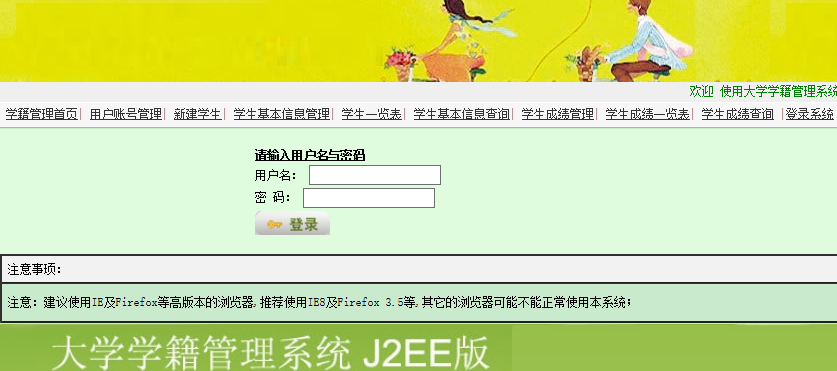 欢迎 使用大学学籍管理系统
学籍管理首页| 用户账号管理| 新建学生| 学生基本信息管理| 学生一览表| 学生基本信息查询| 学生成绩管理| 学生成绩一览表| 学生成绩查询 |登录系统
请输入用户名与密码
用户名：
密 码：
登录
注意事项：
注意：建议使用IE及Firefox等高版本的浏览器,推荐使用IE8及Firefox 3.5等,其它的浏览器可能不能正常使用本系统；
大学学籍管理系统 J2EE版